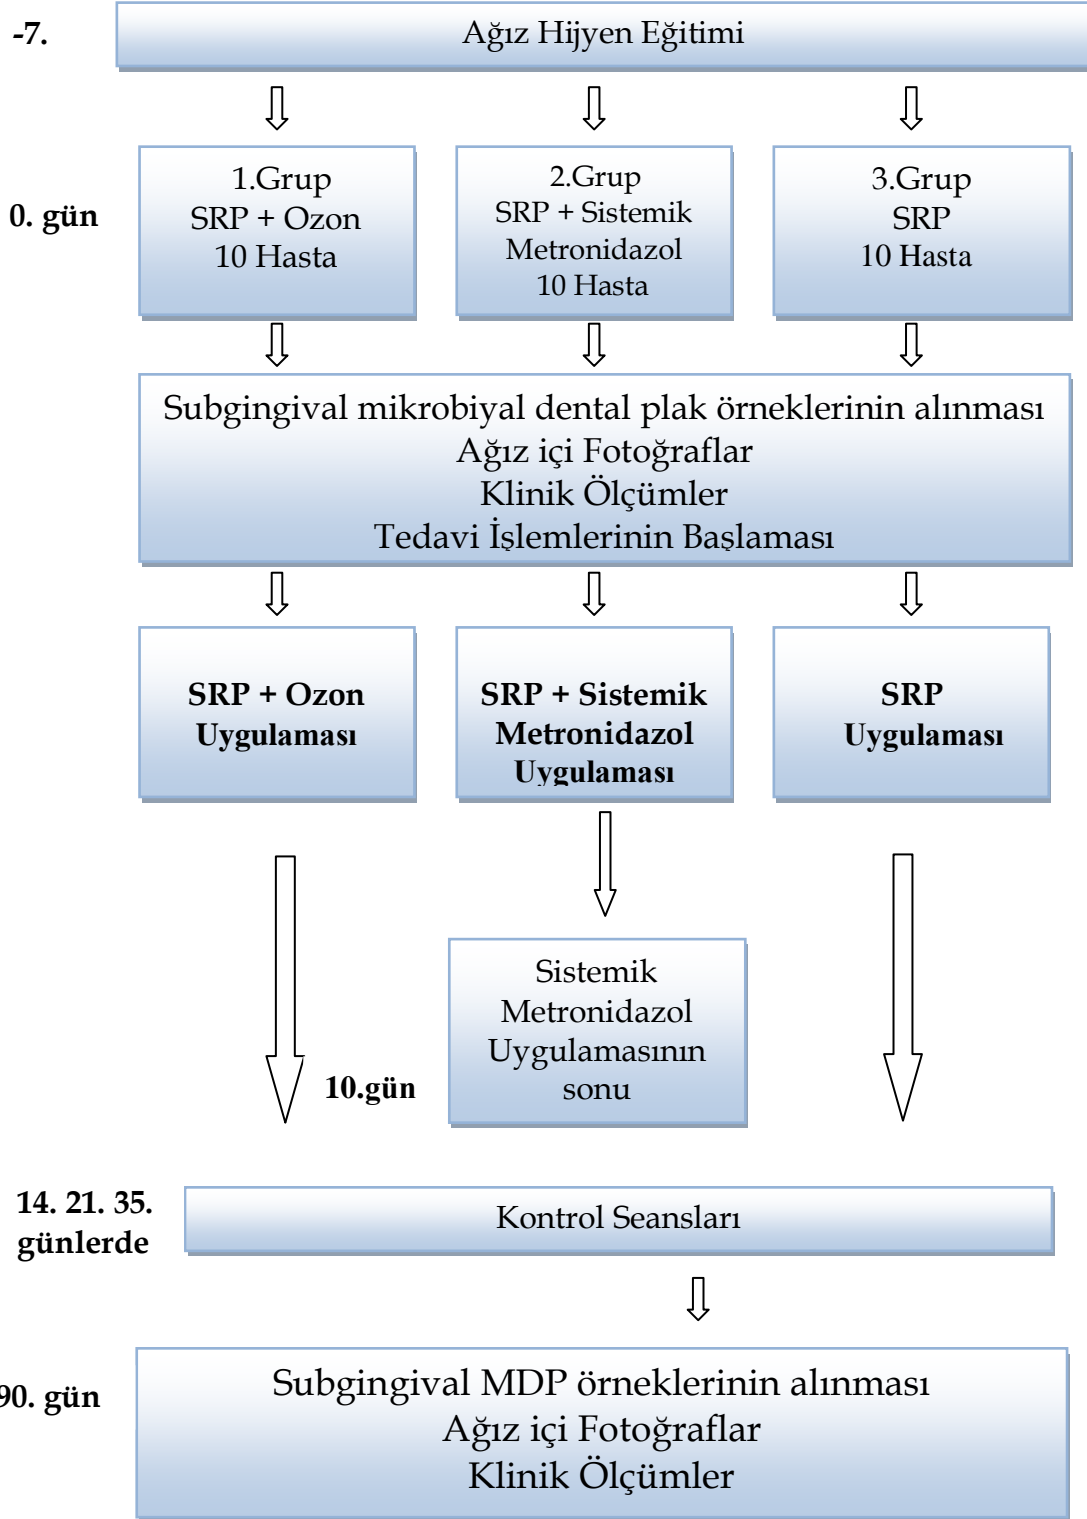 -7.
Ağız Hijyen Eğitimi
0. gün
1.Grup
SRP + Ozon
10 Hasta
2.Grup
SRP + Sistemik
Metronidazol
10 Hasta
3.Grup
SRP
10 Hasta
Subgingival mikrobiyal dental plak örneklerinin alınması
Ağız içi Fotoğraflar
Klinik Ölçümler
Tedavi İşlemlerinin Başlaması
SRP + Ozon
Uygulaması
SRP + Sistemik
Metronidazol
Uygulaması
SRP
Uygulaması
10.gün
Sistemik
Metronidazol
Uygulamasının
sonu
14. 21. 35.
günlerde
Kontrol Seansları
90. gün
Subgingival MDP örneklerinin alınması
Ağız içi Fotoğraflar
Klinik Ölçümler